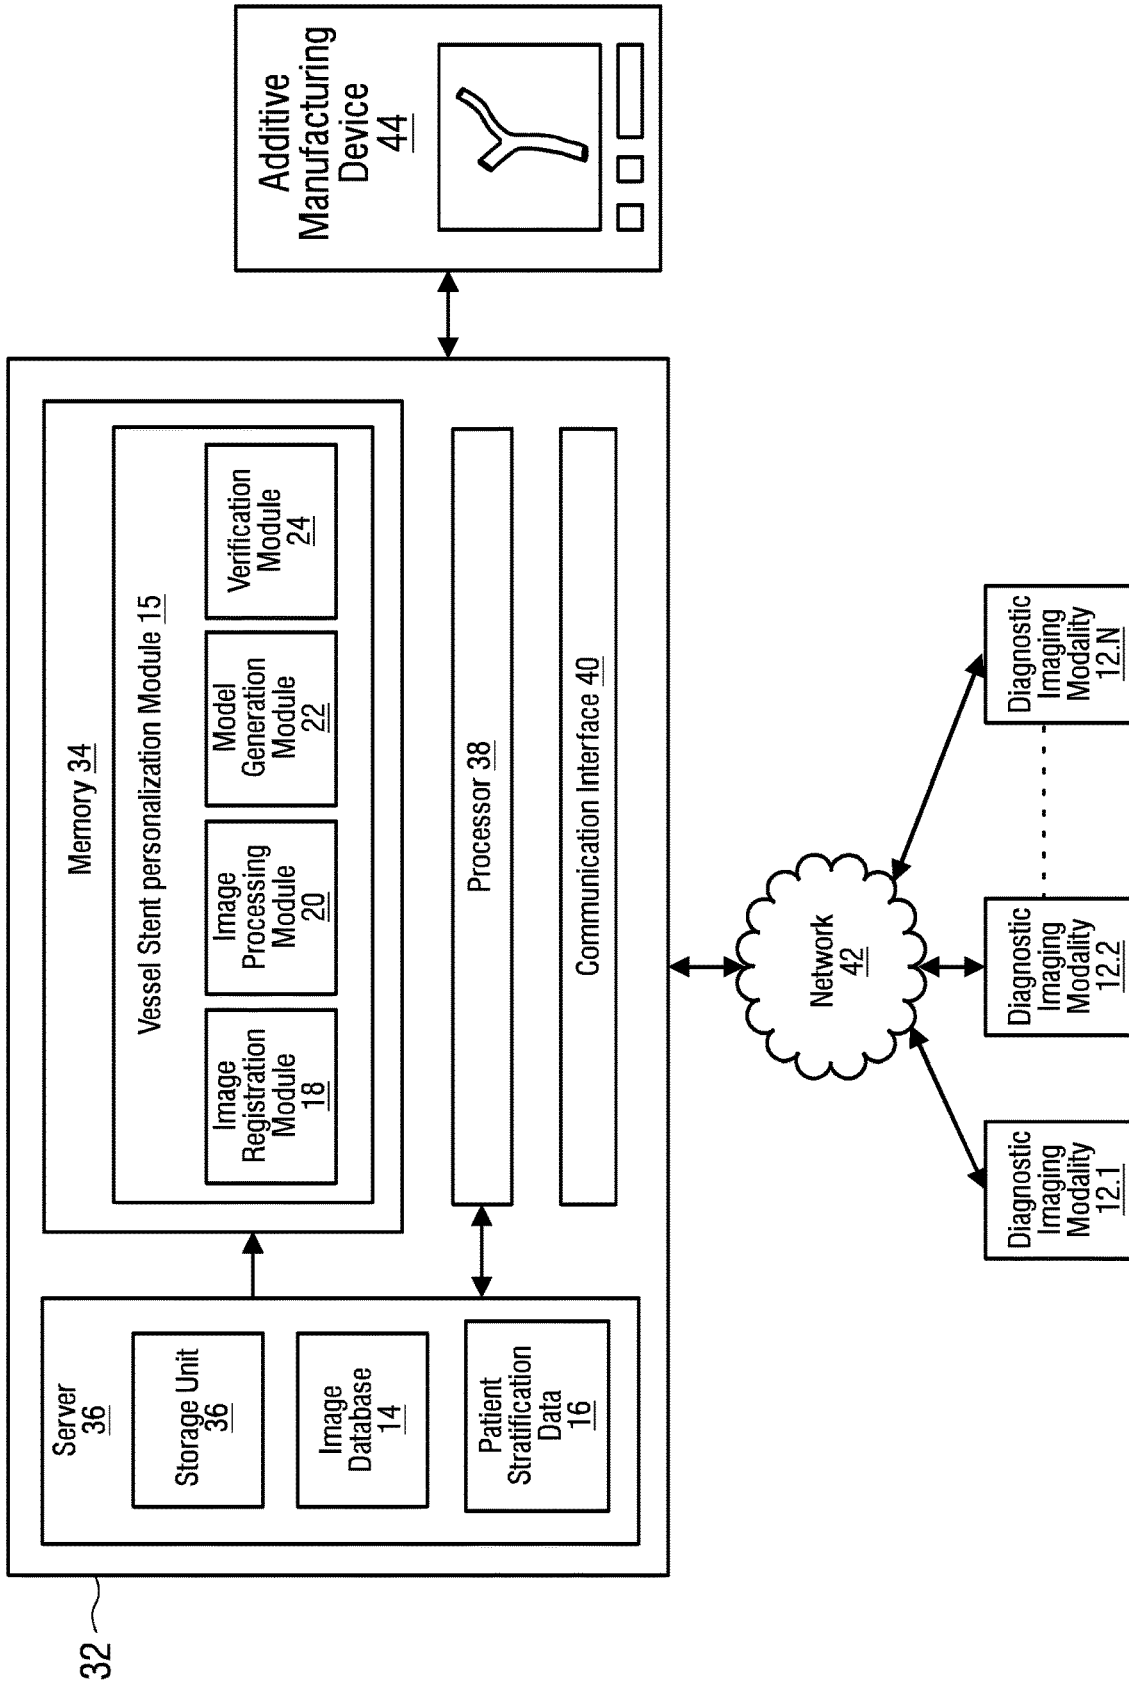 32
Server
36
Storage Unit
36
Image
Database
14
Patient
Stratification
Data
16
Memory 34
Vessel Stent personalization Module 15
Image
Registration
Module
18
Image
Processing
Module
20
Model
Generation
Module
22
Verification
Module
24
Processor 38
Communication Interface 40
Additive
Manufacturing
Device
44
Network
42
Diagnostic
Imaging
Modality
12.1
Diagnostic
Imaging
Modality
12.2
Diagnostic
Imaging
Modality
12.N